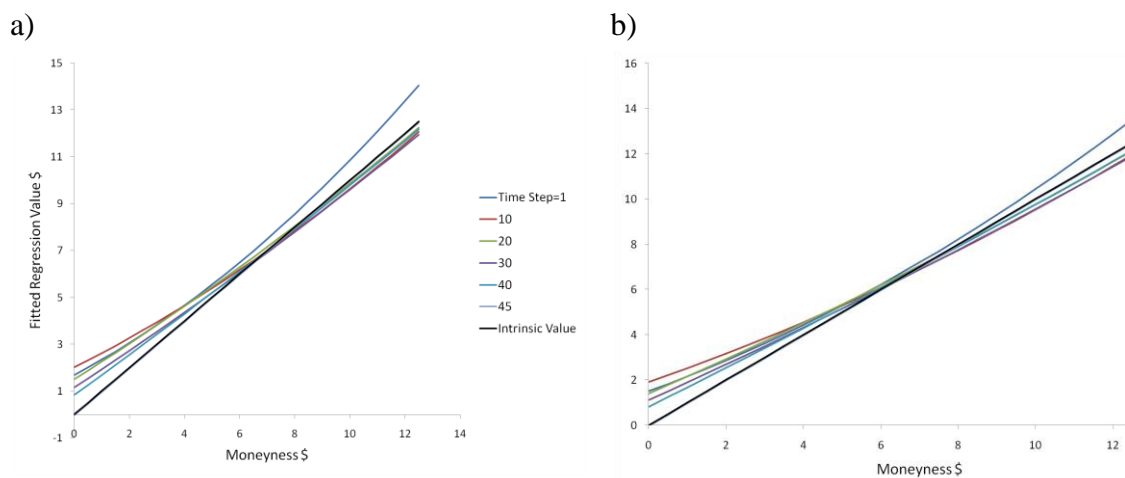 a)
b)
Fitted Regression Value $
15
13
11
9
7
5
3
1
-1
0 2 4 6 8 10 12 14
Moneyness $
Time Step=1
10
20
30
40
45
Intrinsic Value
16
14
12
10
8
6
4
2
0
0 2 4 6 8 10 12
Moneyness $